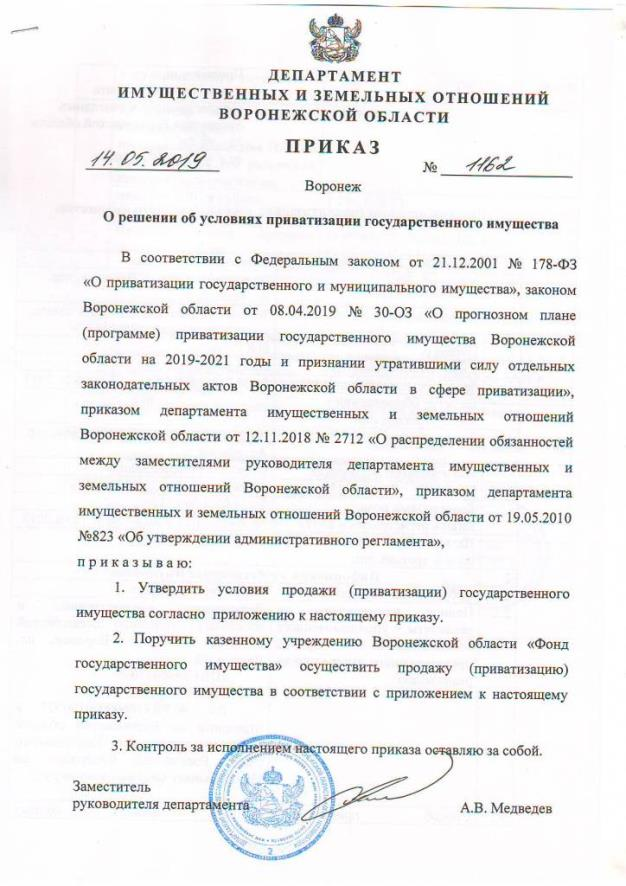 ДЕПАРТАМЕНТ
ИМУЩЕСТВЕННЫХ И ЗЕМЕЛЬНЫХ ОТНОШЕНИЙ
ВОРОНЕЖСКОЙ ОБЛАСТИ
ПРИКАЗ
14.05.2019 № 1162
Воронеж
О решении об условиях приватизации государственного имущества
В соответствии с Федеральным законом от 21.12.2001 № 178-ФЗ
«О приватизации государственного и муниципального имущества», законом
Воронежской области от 08.04.2019 № 30-ОЗ «О прогнозном плане
(программе) приватизации государственного имущества Воронежской
области на 2019-2021 годы и признании утратившими силу отдельных
законодательных актов Воронежской области в сфере приватизации»,
приказом департамента имущественных и земельных отношений
Воронежской области от 12.11.2018 № 2712 «О распределении обязанностей
между заместителями руководителя департамента имущественных и
земельных отношений Воронежской области», приказом департамента
имущественных и земельных отношений Воронежской области от 19.05.2010
№823 «Об утверждении административного регламента»,
п р и к а з ы в а ю:
1. Утвердить условия продажи (приватизации) государственного
имущества согласно приложению к настоящему приказу.
2. Поручить казенному учреждению Воронежской области «Фонд
государственного имущества» осуществить продажу (приватизацию)
государственного имущества в соответствии с приложением к настоящему
приказу.
3. Контроль за исполнением настоящего приказа оставляю за собой.
Заместитель
руководителя департамента А.В. Медведев
2